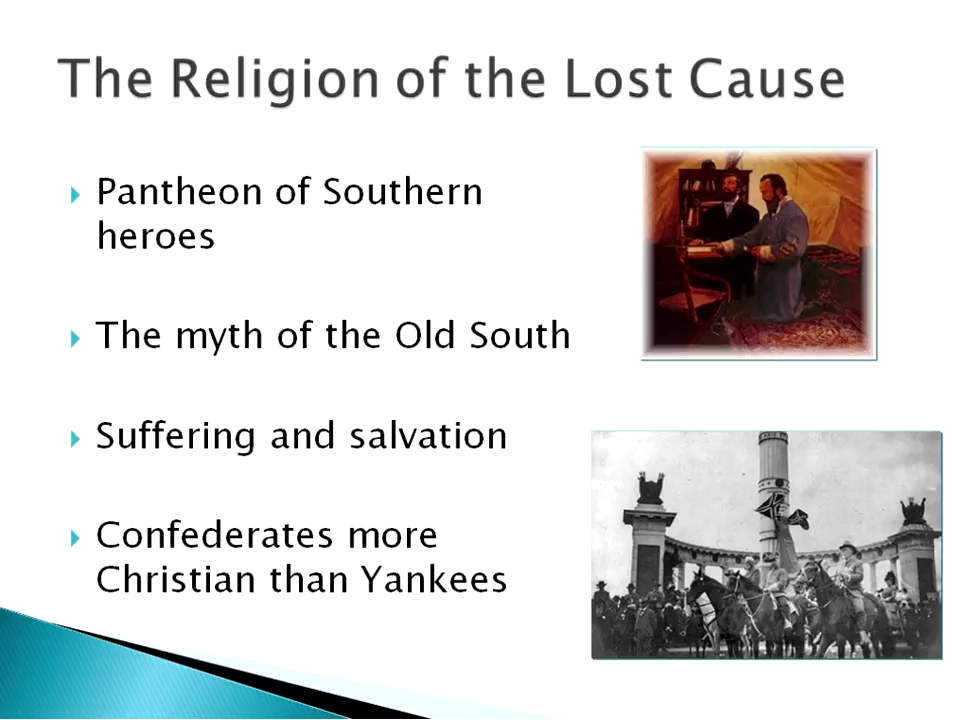 The Religion of the Lost Cause
Pantheon of Southern
heroes
The myth of the Old South
Suffering and salvation
Confederates more
Christian than Yankees